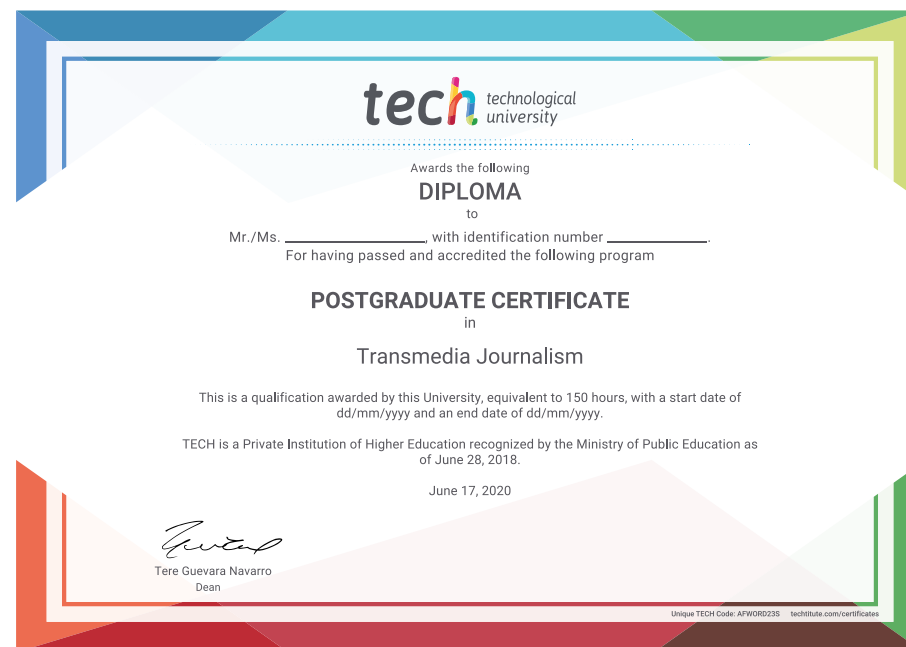 tech technological
university
Awards the following
DIPLOMA
to
Mr./Ms. ____________________, with identification number ______________.
For having passed and accredited the following program
POSTGRADUATE CERTIFICATE
in
Transmedia Journalism
This is a qualification awarded by this University, equivalent to 150 hours, with a start date of
dd/mm/yyyy and an end date of dd/mm/yyyy.
TECH is a Private Institution of Higher Education recognized by the Ministry of Public Education as
of June 28, 2018.
June 17, 2020
Tere Guevara Navarro
Dean
Unique TECH Code: AFWORD23S techtitute.com/certificates